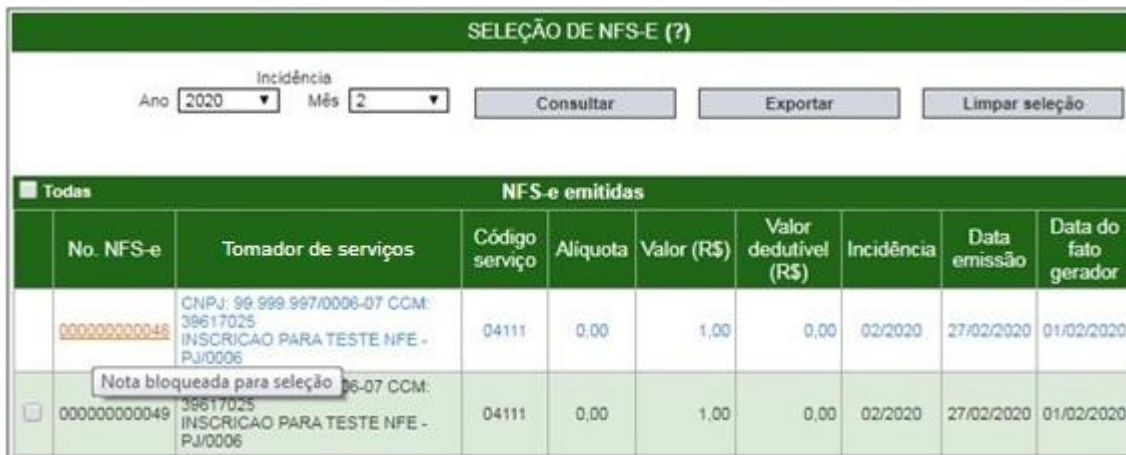 SELEÇÃO DE NFS-E (?)
Incidência
Ano 2020 Mês 2 Consultar Exportar Limpar seleção
Todas NFS-e emitidas
No. NFS-e Tomador de serviços Código serviço Alíquota Valor (R$) Valor dedutível (R$) Incidência Data emissão Data do fato gerador
CNPJ: 99.999.997/0006-07 CCM:
39617025
000000000048 INSCRICAO PARA TESTE NFE - 04111 0,00 1,00 0,00 02/2020 27/02/2020 01/02/2020
PJ/0006
Nota bloqueada para seleção 06-07 CCM:
39617025
000000000049 INSCRICAO PARA TESTE NFE - 04111 0,00 1,00 0,00 02/2020 27/02/2020 01/02/2020
PJ/0006